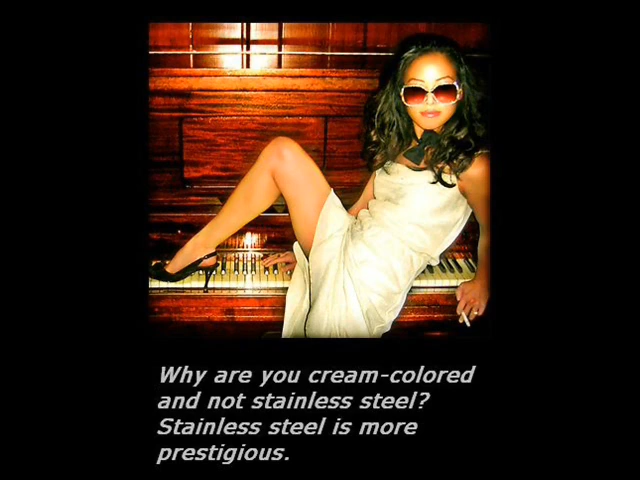 Why are you cream-colored
and not stainless steel?
Stainless steel is more
prestigious.